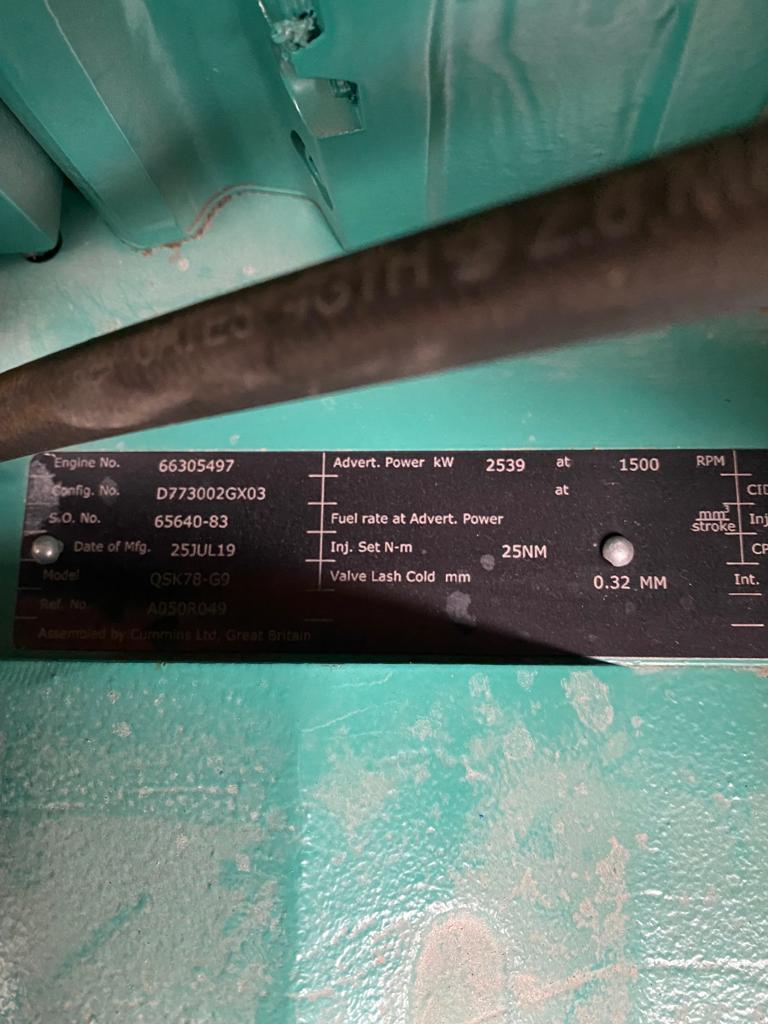 GATES
Engine No. 66305497
Config. No. D773002GX03
S.O. No. 65640-83
Date of Mfg. 25JUL19
Model QSK78-G9
Ref. No. A050R049
Assembled by Cummins Ltd, Great Britain
Advert. Power kW 2539 at 1500 RPM
at
Fuel rate at Advert. Power mm³ stroke
Inj. Set N-m 25NM
Valve Lash Cold mm 0.32 MM
Int.